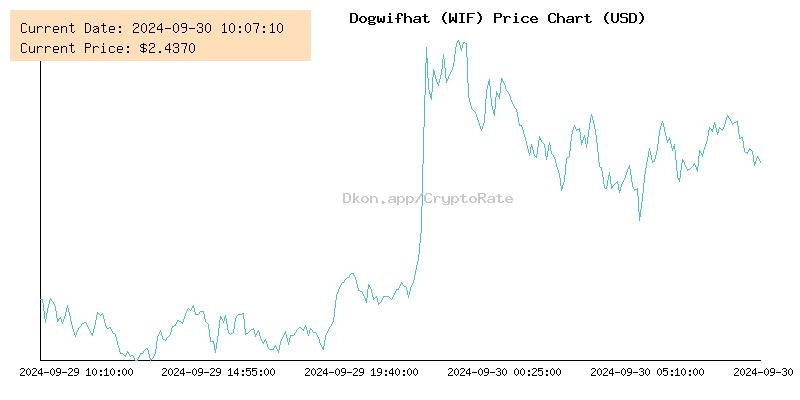 Dogwifhat (WIF) Price Chart (USD)
Current Date: 2024-09-30 10:07:10
Current Price: $2.4370
Dkon.app/CryptoRate
2024-09-29 10:10:00 2024-09-29 14:55:00 2024-09-29 19:40:00 2024-09-30 00:25:00 2024-09-30 05:10:00 2024-09-30